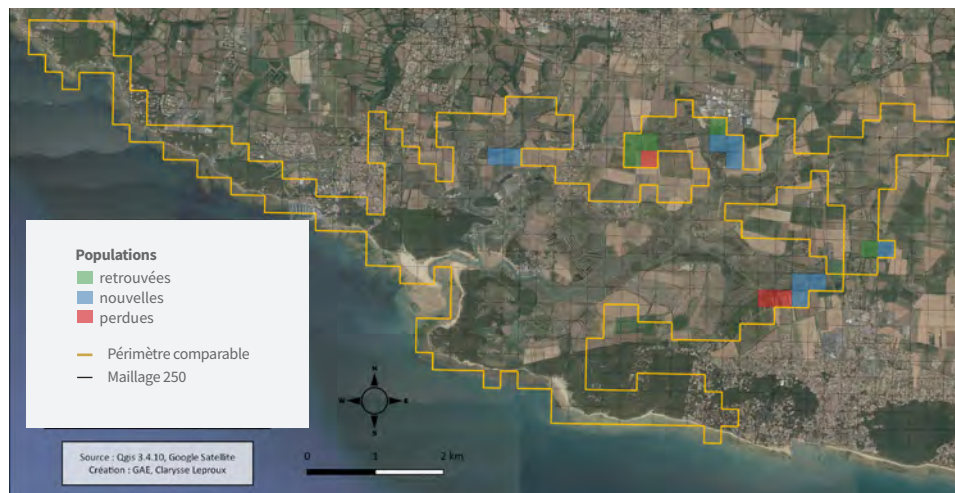 Populations
retrouvées
nouvelles
perdues
Périmètre comparable
Maillage 250
N
W
E
S
Source : Qgis 3.4.10, Google Satellite
Création : GAE, Clarysse Leproux
0 1 2 km